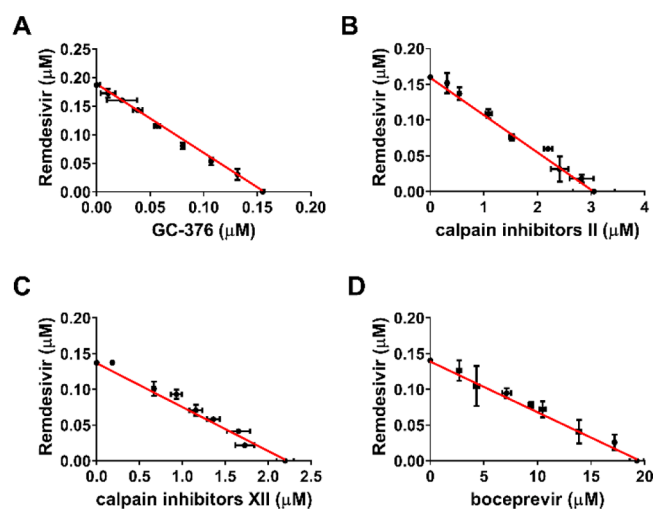 A
Remdesivir (μM)
0.20
0.15
0.10
0.05
0.00
0.00 0.05 0.10 0.15 0.20
GC-376 (μM)
B
Remdesivir (μM)
0.20
0.15
0.10
0.05
0.00
0 1 2 3 4
calpain inhibitors II (μM)
C
Remdesivir (μM)
0.20
0.15
0.10
0.05
0.00
0.0 0.5 1.0 1.5 2.0 2.5
calpain inhibitors XII (μM)
D
Remdesivir (μM)
0.20
0.15
0.10
0.05
0.00
0 5 10 15 20
boceprevir (μM)